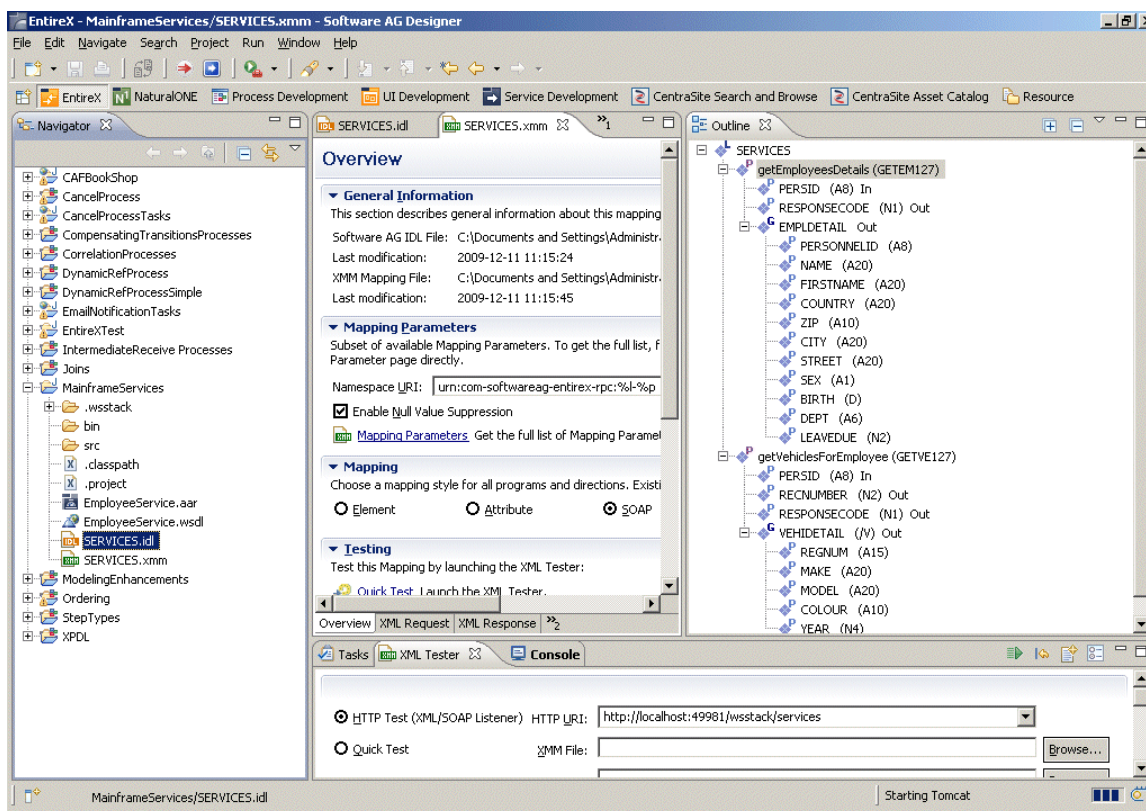 EntireX - MainframeServices/SERVICES.xmm - Software AG Designer
File Edit Navigate Search Project Run Window Help
EntireX NaturalONE Process Development UI Development Service Development CentraSite Search and Browse CentraSite Asset Catalog Resource
Navigator
CAFBookShop
CancelProcess
CancelProcessTasks
CompensatingTransitionsProcesses
CorrelationProcesses
DynamicRefProcess
DynamicRefProcessSimple
EmailNotificationTasks
EntireXTest
IntermediateReceive Processes
Joins
MainframeServices
.wsstack
bin
src
.classpath
.project
EmployeeService.aar
EmployeeService.wsdl
SERVICES.idl
SERVICES.xmm
ModelingEnhancements
Ordering
StepTypes
XPDL
SERVICES.idl SERVICES.xmm »1
Overview
General Information
This section describes general information about this mapping
Software AG IDL File: C:\Documents and Settings\Administr
Last modification: 2009-12-11 11:15:24
XMM Mapping File: C:\Documents and Settings\Administr
Last modification: 2009-12-11 11:15:45
Mapping Parameters
Subset of available Mapping Parameters. To get the full list, f
Parameter page directly.
Namespace URI: urn:com-softwareag-entirex-rpc:%l-%p
Enable Null Value Suppression
Mapping Parameters Get the full list of Mapping Paramet
Mapping
Choose a mapping style for all programs and directions. Existi
Element Attribute SOAP
Testing
Test this Mapping by launching the XML Tester:
Quick Test Launch the XML Tester.
Overview XML Request XML Response »2
Outline
SERVICES
getEmployeesDetails (GETEM127)
PERSID (A8) In
RESPONSECODE (N1) Out
EMPLDETAIL Out
PERSONNELID (A8)
NAME (A20)
FIRSTNAME (A20)
COUNTRY (A20)
ZIP (A10)
CITY (A20)
STREET (A20)
SEX (A1)
BIRTH (D)
DEPT (A6)
LEAVEDUE (N2)
getVehiclesForEmployee (GETVE127)
PERSID (A8) In
RECNUMBER (N2) Out
RESPONSECODE (N1) Out
VEHIDETAIL (/V) Out
REGNUM (A15)
MAKE (A20)
MODEL (A20)
COLOUR (A10)
YEAR (N4)
Tasks XML Tester Console
HTTP Test (XML/SOAP Listener) HTTP URI: http://localhost:49981/wsstack/services
Quick Test XMM File: Browse...
MainframeServices/SERVICES.idl Starting Tomcat